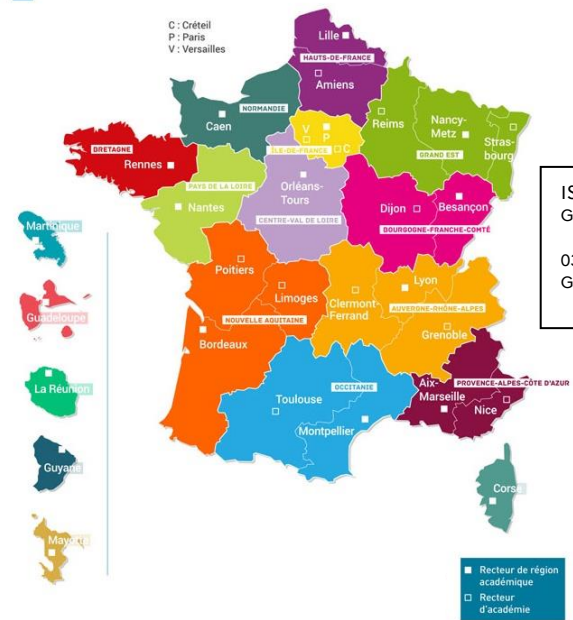 C : Créteil
P : Paris
V : Versailles
Lille
HAUTS-DE-FRANCE
Amiens
NORMANDIE
Caen
Reims
Nancy-
Metz
Stras-
bourg
GRAND EST
V
P
C
ÎLE-DE-FRANCE
BRETAGNE
Rennes
PAYS DE LA LOIRE
Nantes
Orléans-
Tours
CENTRE-VAL DE LOIRE
Dijon
Besançon
BOURGOGNE-FRANCHE-COMTÉ
IS
G
03
G
Martinique
Guadeloupe
La Réunion
Guyane
Mayotte
Poitiers
Limoges
NOUVELLE AQUITAINE
Bordeaux
Clermont-
Ferrand
Lyon
AUVERGNE-RHÔNE-ALPES
Grenoble
Toulouse
OCCITANIE
Montpellier
Aix-
Marseille
PROVENCE-ALPES-CÔTE D'AZUR
Nice
Corse
Recteur de région
académique
Recteur
d'académie